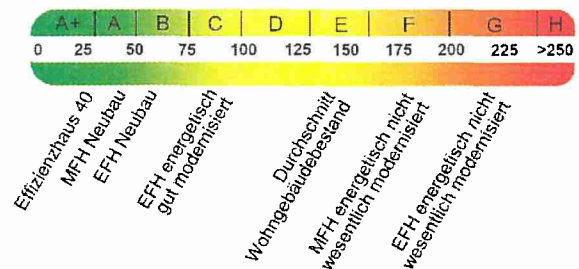 A+ A B C D E F G H
0 25 50 75 100 125 150 175 200 225 >250
Effizienzhaus 40
MFH Neubau
EFH Neubau
EFH energetisch
gut modernisiert
Durchschnitt
Wohngebäudebestand
MFH energetisch nicht
wesentlich modernisiert
EFH energetisch nicht
wesentlich modernisiert